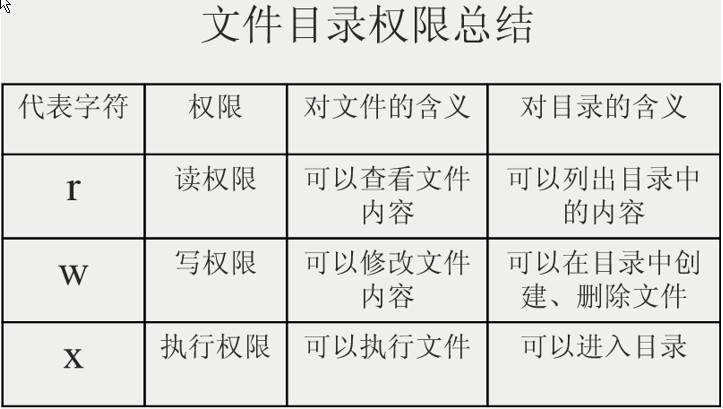 文件目录权限总结
代表字符 权限 对文件的含义 对目录的含义
r 读权限 可以查看文件 可以列出目录中
内容 的内容
w 写权限 可以修改文件 可以在目录中创
内容 建、删除文件
x 执行权限 可以执行文件 可以进入目录